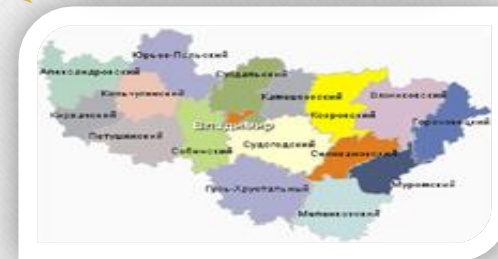 Юрьев-Польский
Александровский
Суздальский
Кольчугинский
Камешковский
Вязниковский
Киржачский
Ковровский
Гороховецкий
Владимир
Петушинский
Собинский
Судогодский
Селивановский
Гусь-Хрустальный
Муромский
Меленковский